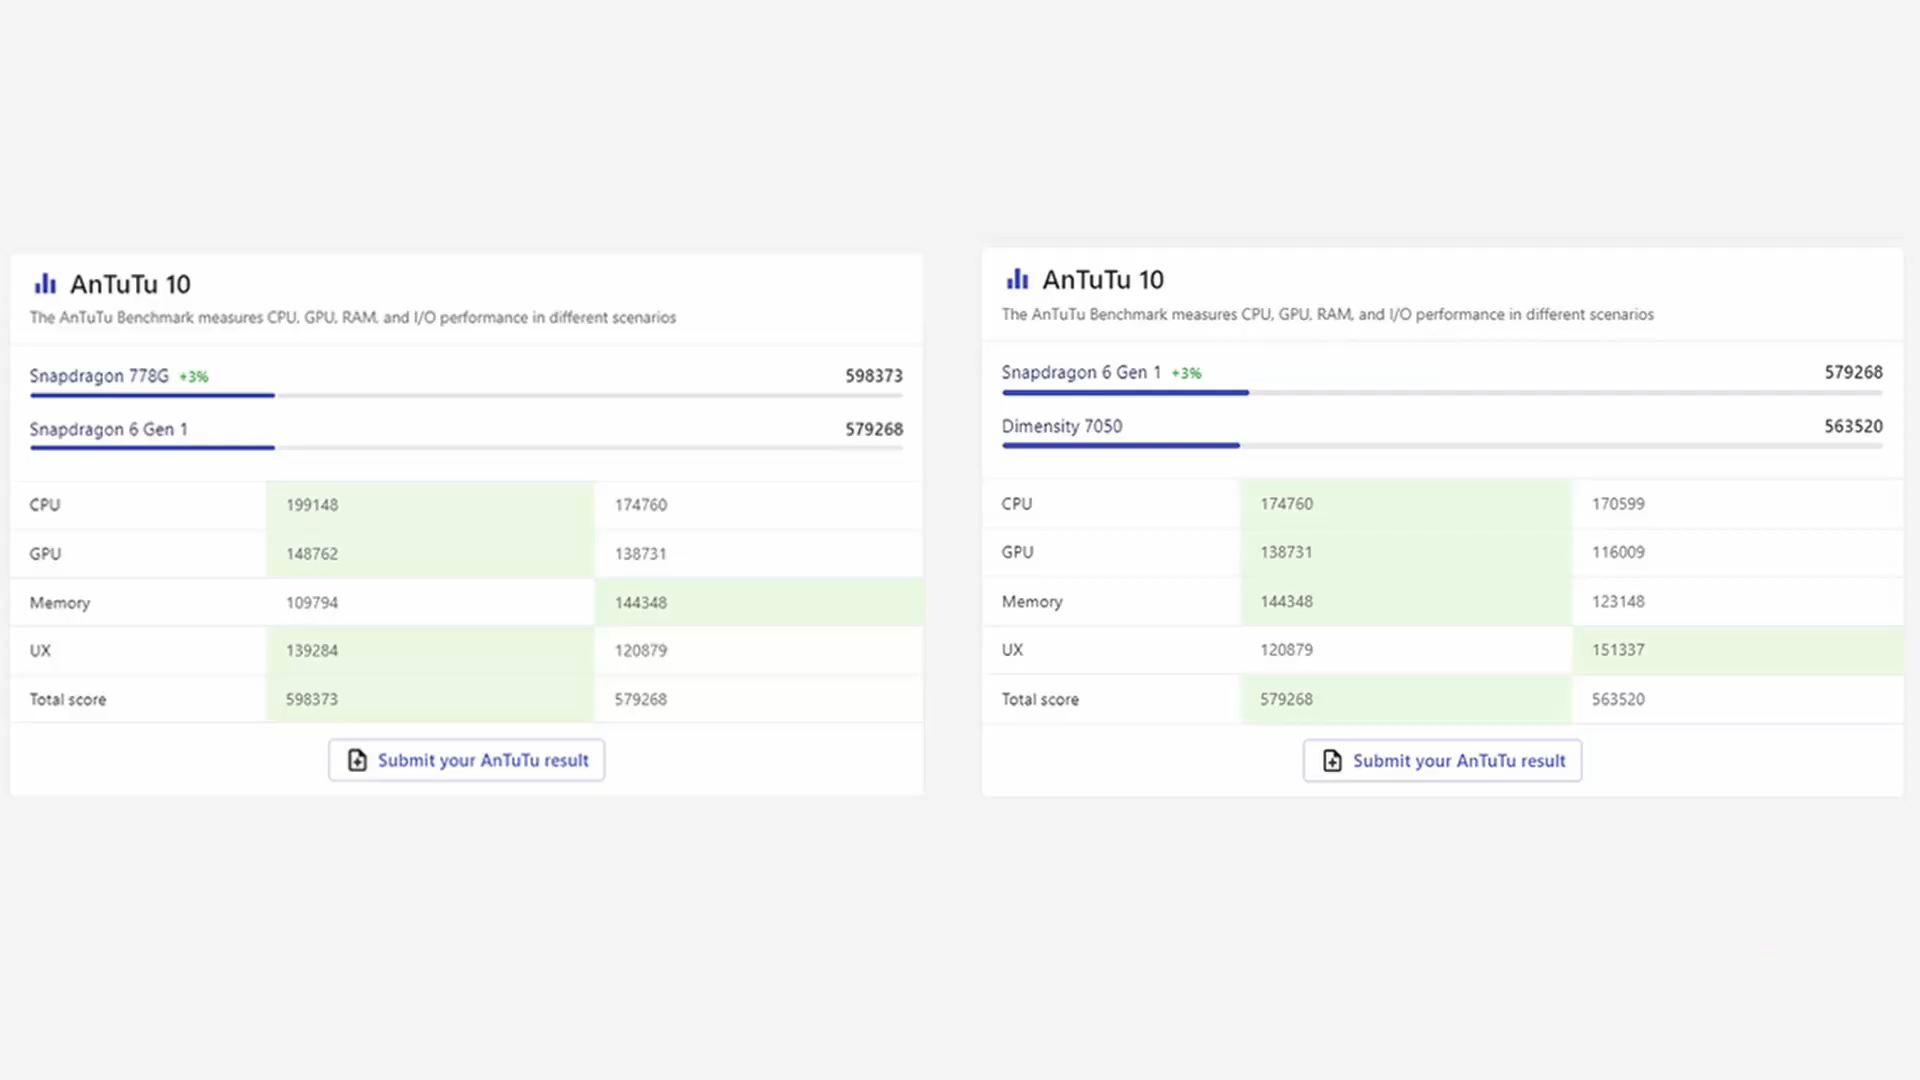 AnTuTu 10
The AnTuTu Benchmark measures CPU, GPU, RAM, and I/O performance in different scenarios
Snapdragon 778G +3% 598373
Snapdragon 6 Gen 1 579268
CPU 199148 174760
GPU 148762 138731
Memory 109794 144348
UX 139284 120879
Total score 598373 579268
Submit your AnTuTu result
AnTuTu 10
The AnTuTu Benchmark measures CPU, GPU, RAM, and I/O performance in different scenarios
Snapdragon 6 Gen 1 +3% 579268
Dimensity 7050 563520
CPU 174760 170599
GPU 138731 116009
Memory 144348 123148
UX 120879 151337
Total score 579268 563520
Submit your AnTuTu result